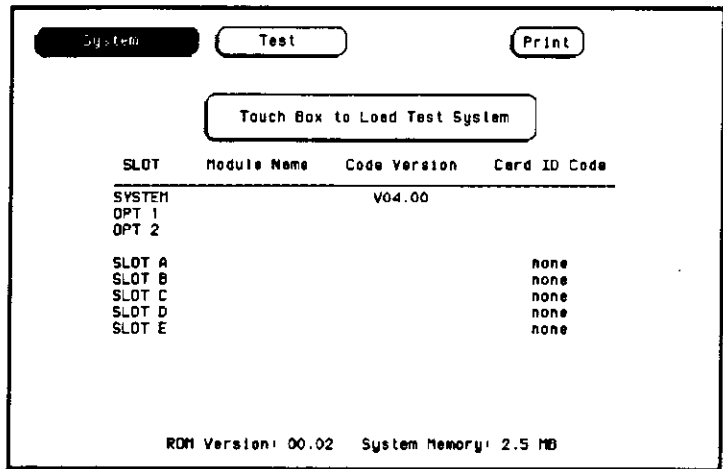 System Test Print
Touch Box to Load Test System
SLOT Module Name Code Version Card ID Code
SYSTEM V04.00
OPT 1
OPT 2
SLOT A none
SLOT B none
SLOT C none
SLOT D none
SLOT E none
ROM Version: 00.02 System Memory: 2.5 MB